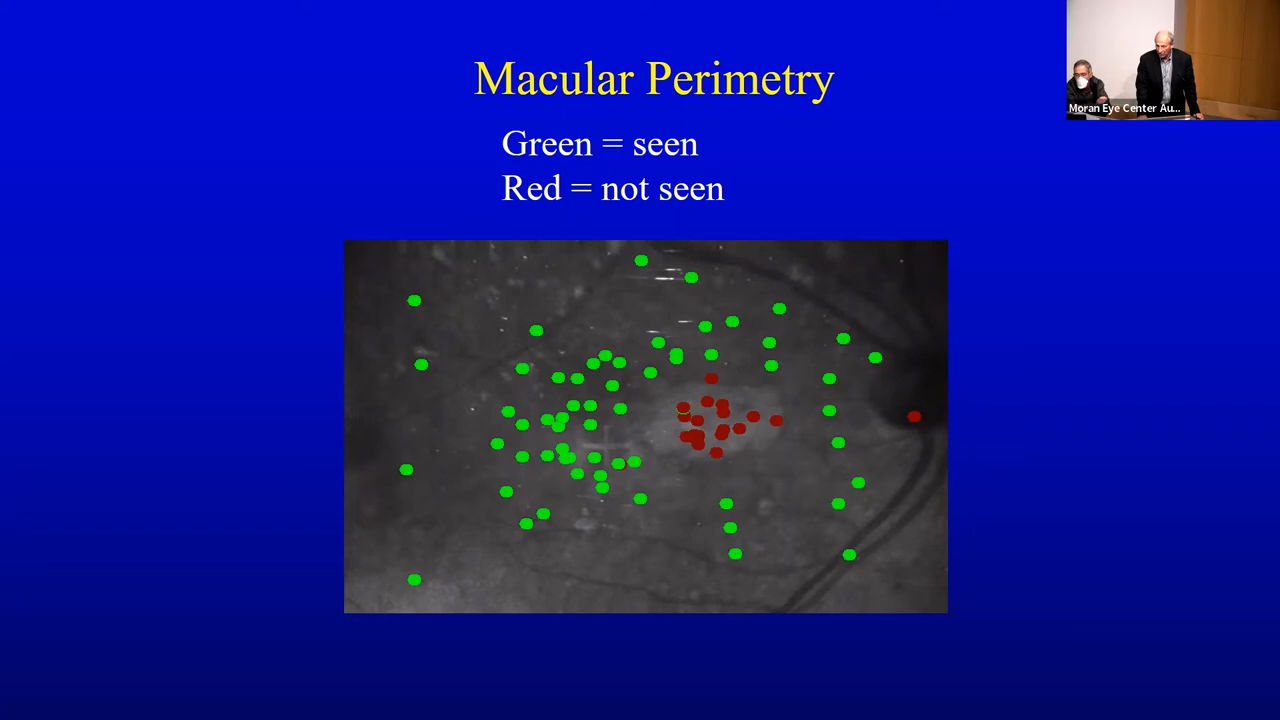 Macular Perimetry
Green = seen
Red = not seen
Moran Eye Center Au...